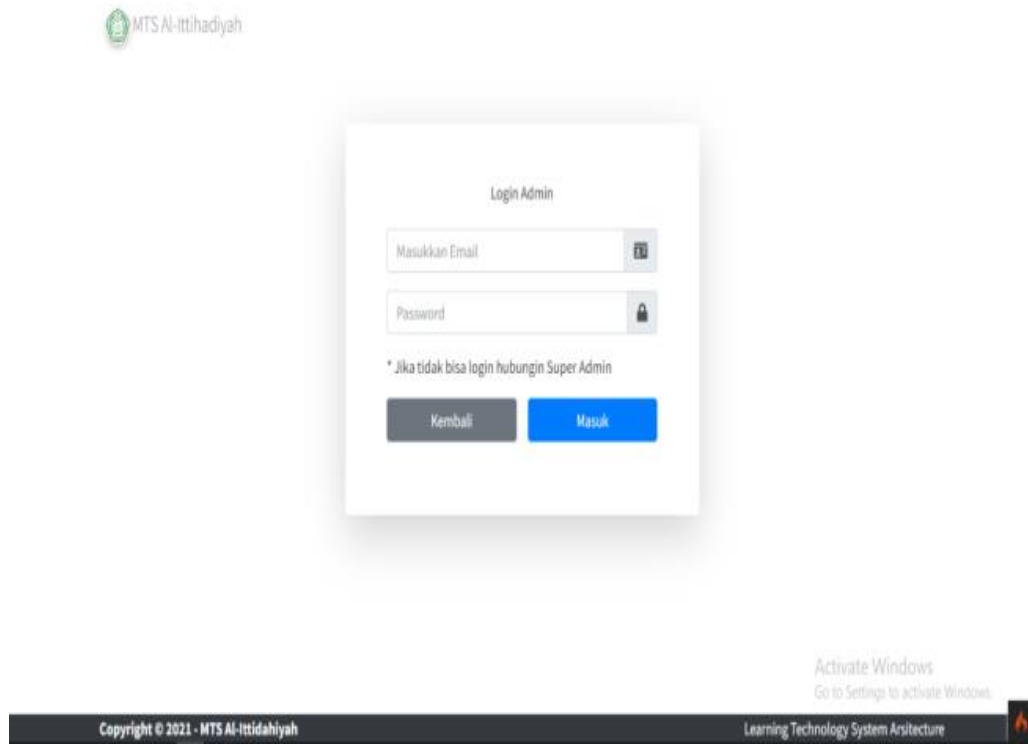 MTS Al-Ittihadiyah
Login Admin
Masukkan Email
Password
* Jika tidak bisa login hubungin Super Admin
Kembali Masuk
Activate Windows
Go to Settings to activate Windows.
Copyright © 2021 - MTS Al-Ittidahiyah Learning Technology System Arsitecture